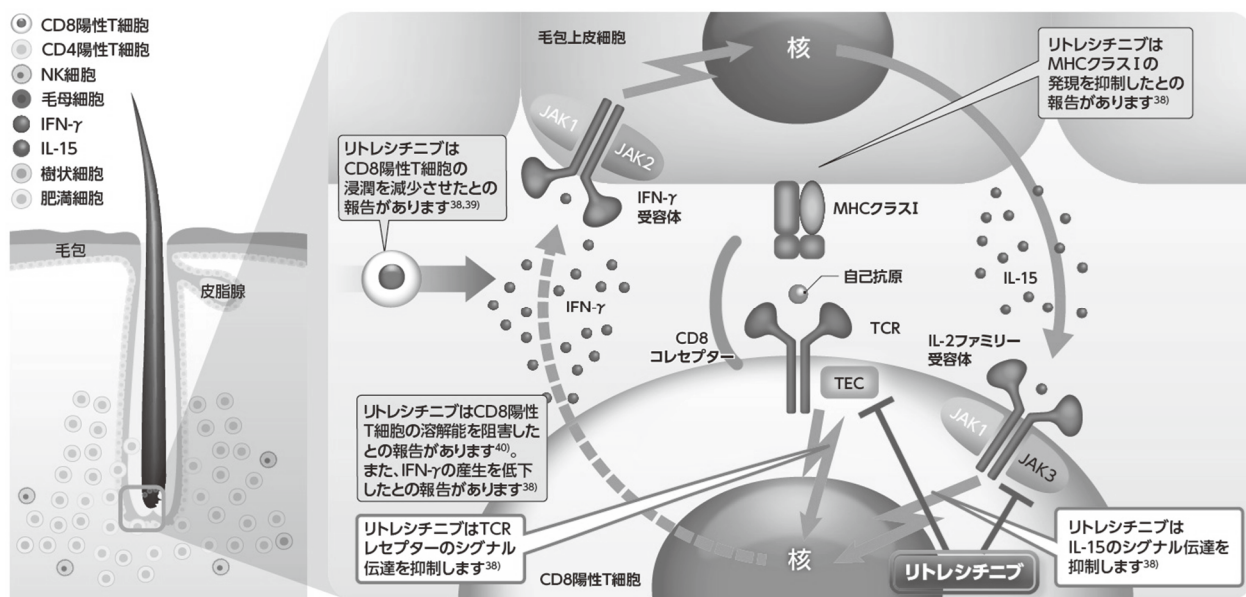 CD8陽性T細胞
CD4陽性T細胞
NK細胞
毛母細胞
IFN-γ
IL-15
樹状細胞
肥満細胞
毛包
皮脂腺
毛包上皮細胞
核
リトレシチニブは
MHCクラスⅠの
発現を抑制したとの
報告があります38)
JAK1
JAK2
IFN-γ
受容体
リトレシチニブは
CD8陽性T細胞の
浸潤を減少させたとの
報告があります38,39)
MHCクラスⅠ
自己抗原
IFN-γ
IL-15
CD8
コレセプター
TCR
IL-2ファミリー
受容体
TEC
JAK1
JAK3
リトレシチニブはCD8陽性
T細胞の溶解能を阻害した
との報告があります40)。
また、IFN-γの産生を低下
したとの報告があります38)
リトレシチニブはTCR
レセプターのシグナル
伝達を抑制します38)
核
CD8陽性T細胞
リトレシチニブ
リトレシチニブは
IL-15のシグナル伝達を
抑制します38)